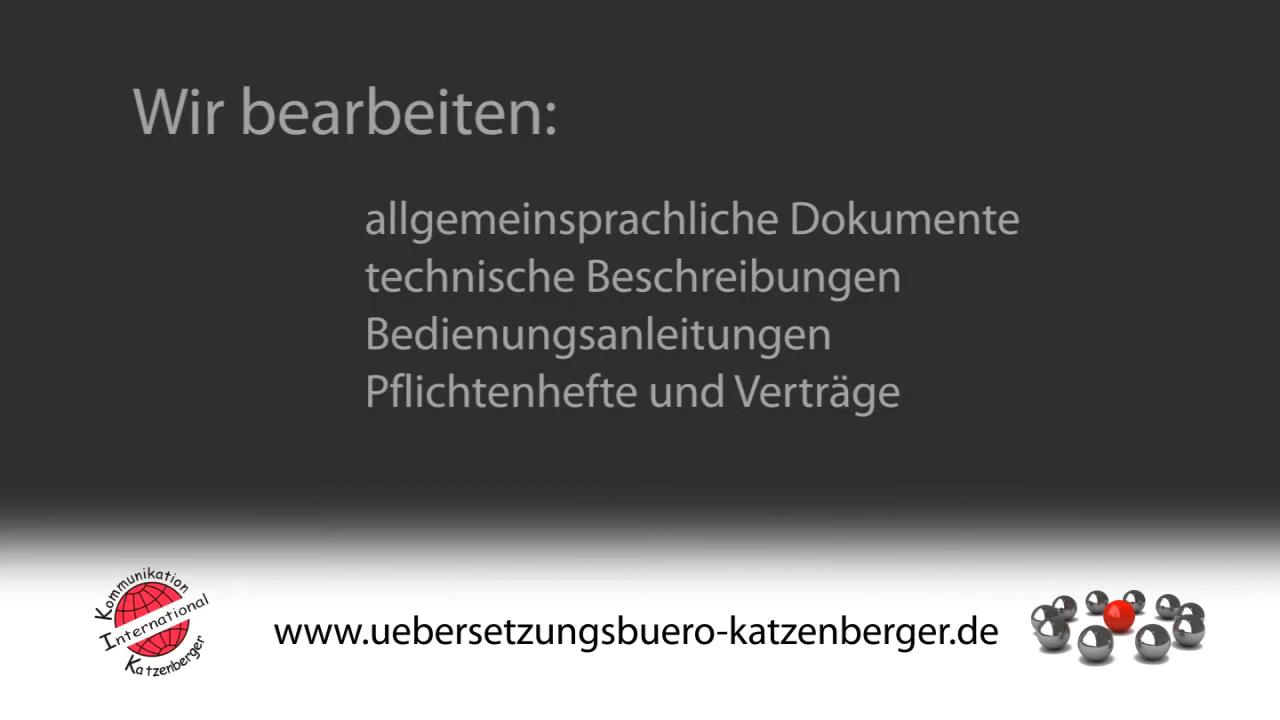 Wir bearbeiten:
allgemeinsprachliche Dokumente
technische Beschreibungen
Bedienungsanleitungen
Pflichtenhefte und Verträge
Kommunikation
International
Katzenberger
www.uebersetzungsbuero-katzenberger.de